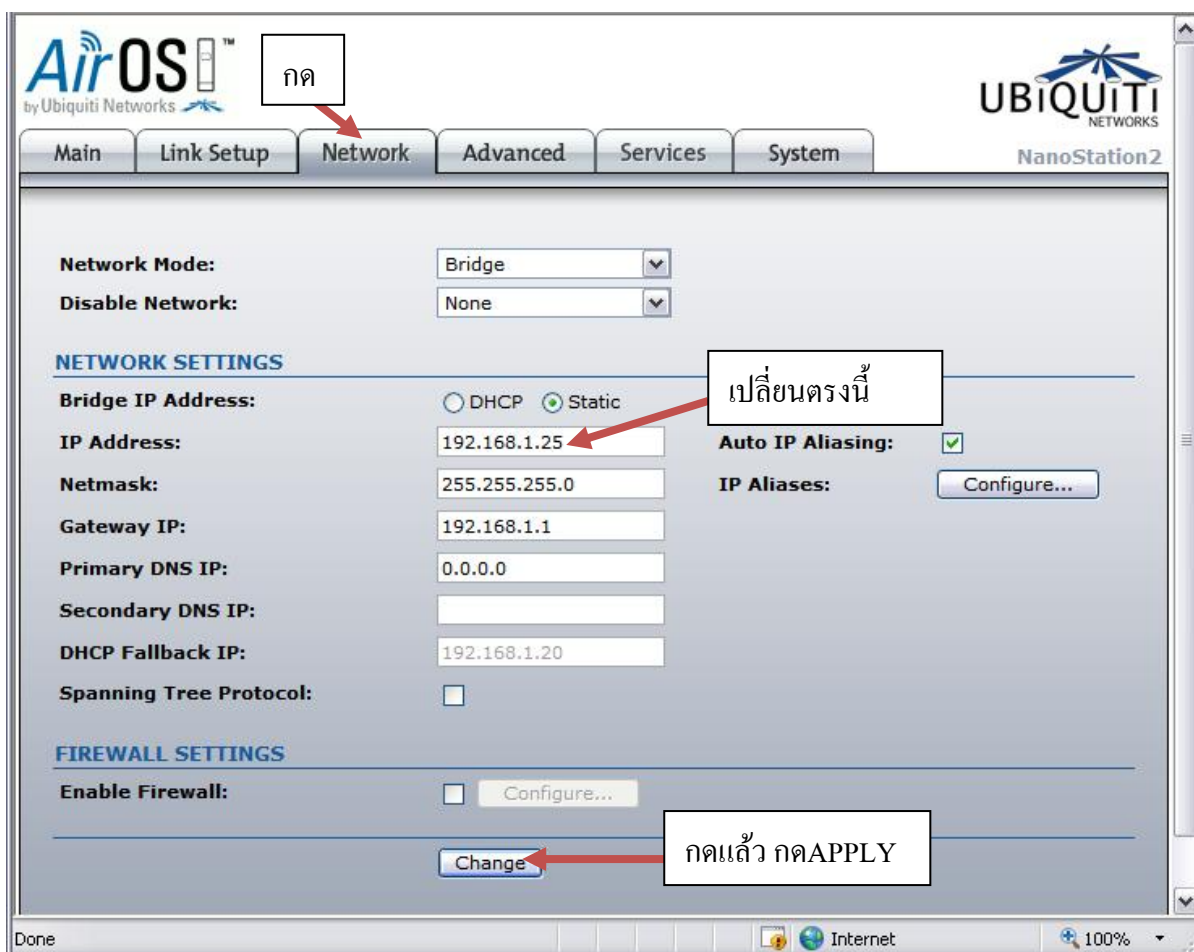 AirOS™
by Ubiquiti Networks
กด
UBiQUiTi
NETWORKS
Main Link Setup Network Advanced Services System NanoStation2
Network Mode: Bridge
Disable Network: None
NETWORK SETTINGS
เปลี่ยนตรงนี้
Bridge IP Address: DHCP Static
IP Address: 192.168.1.25 Auto IP Aliasing:
Netmask: 255.255.255.0 IP Aliases: Configure...
Gateway IP: 192.168.1.1
Primary DNS IP: 0.0.0.0
Secondary DNS IP:
DHCP Fallback IP: 192.168.1.20
Spanning Tree Protocol:
FIREWALL SETTINGS
Enable Firewall: Configure...
Change กดแล้ว กดAPPLY
Done Internet 100%